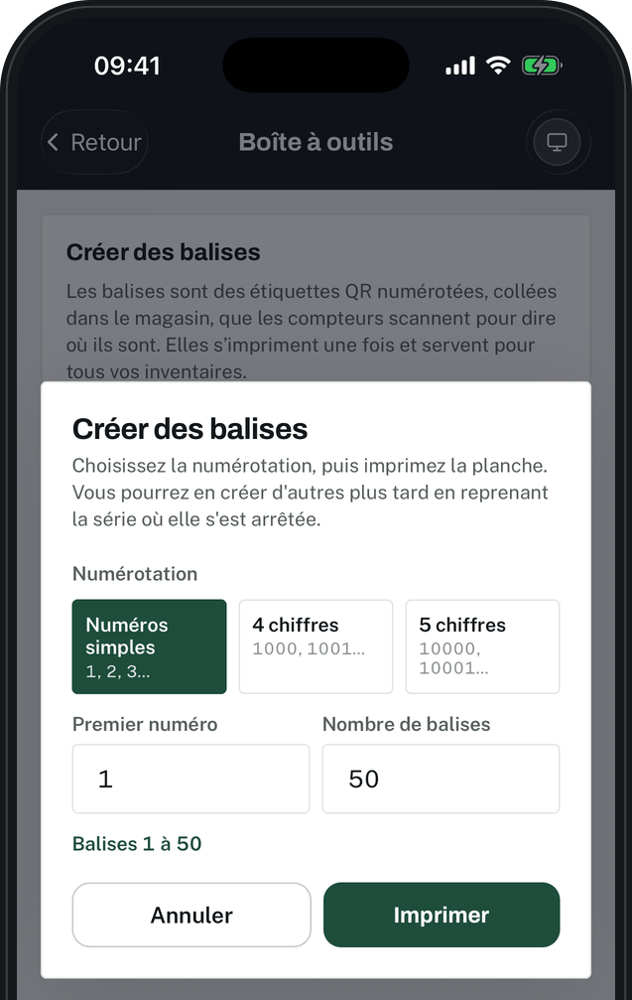 09:41
Retour
Boîte à outils
Créer des balises
Les balises sont des étiquettes QR numérotées, collées
dans le magasin, que les compteurs scannent pour dire
où ils sont. Elles s’impriment une fois et servent pour
tous vos inventaires.
Créer des balises
Choisissez la numérotation, puis imprimez la planche.
Vous pourrez en créer d'autres plus tard en reprenant
la série où elle s'est arrêtée.
Numérotation
Numéros
simples
1, 2, 3…
4 chiffres
1000, 1001…
5 chiffres
10000,
10001…
Premier numéro
Nombre de balises
1
50
Balises 1 à 50
Annuler
Imprimer